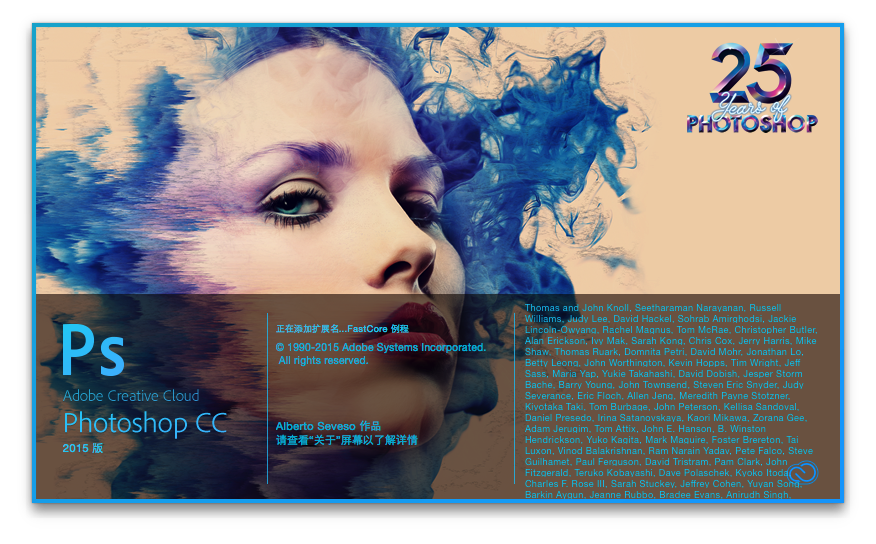 25
Years of
PHOTOSHOP
Ps
Adobe Creative Cloud
Photoshop CC
2015 版
正在添加扩展名...FastCore 例程
© 1990-2015 Adobe Systems Incorporated.
All rights reserved.
Alberto Seveso 作品
请查看“关于”屏幕以了解详情
Thomas and John Knoll, Seetharaman Narayanan, Russell
Williams, Judy Lee, David Hackel, Sohrab Amirghodsi, Jackie
Lincoln-Owyang, Rachel Magnus, Tom McRae, Christopher Butler,
Alan Erickson, Ivy Mak, Sarah Kong, Chris Cox, Jerry Harris, Mike
Shaw, Thomas Ruark, Domnita Petri, David Mohr, Jonathan Lo,
Betty Leong, John Worthington, Kevin Hopps, Tim Wright, Jeff
Sass, Maria Yap, Yukie Takahashi, David Dobish, Jesper Storm
Bache, Barry Young, John Townsend, Steven Eric Snyder, Judy
Severance, Eric Floch, Allen Jeng, Meredith Payne Stotzner,
Kiyotaka Taki, Tom Burbage, John Peterson, Kellisa Sandoval,
Daniel Presedo, Irina Satanovskaya, Kaori Mikawa, Zorana Gee,
Adam Jerugim, Tom Attix, John E. Hanson, B. Winston
Hendrickson, Yuko Kagita, Mark Maguire, Foster Brereton, Tai
Luxon, Vinod Balakrishnan, Ram Narain Yadav, Pete Falco, Steve
Guilhamet, Paul Ferguson, David Tristram, Pam Clark, John
Fitzgerald, Teruko Kobayashi, Dave Polaschek, Kyoko Itoda,
Charles F. Rose III, Sarah Stuckey, Jeffrey Cohen, Yuyan Song,
Barkin Aygun, Jeanne Rubbo, Bradee Evans, Anirudh Singh,